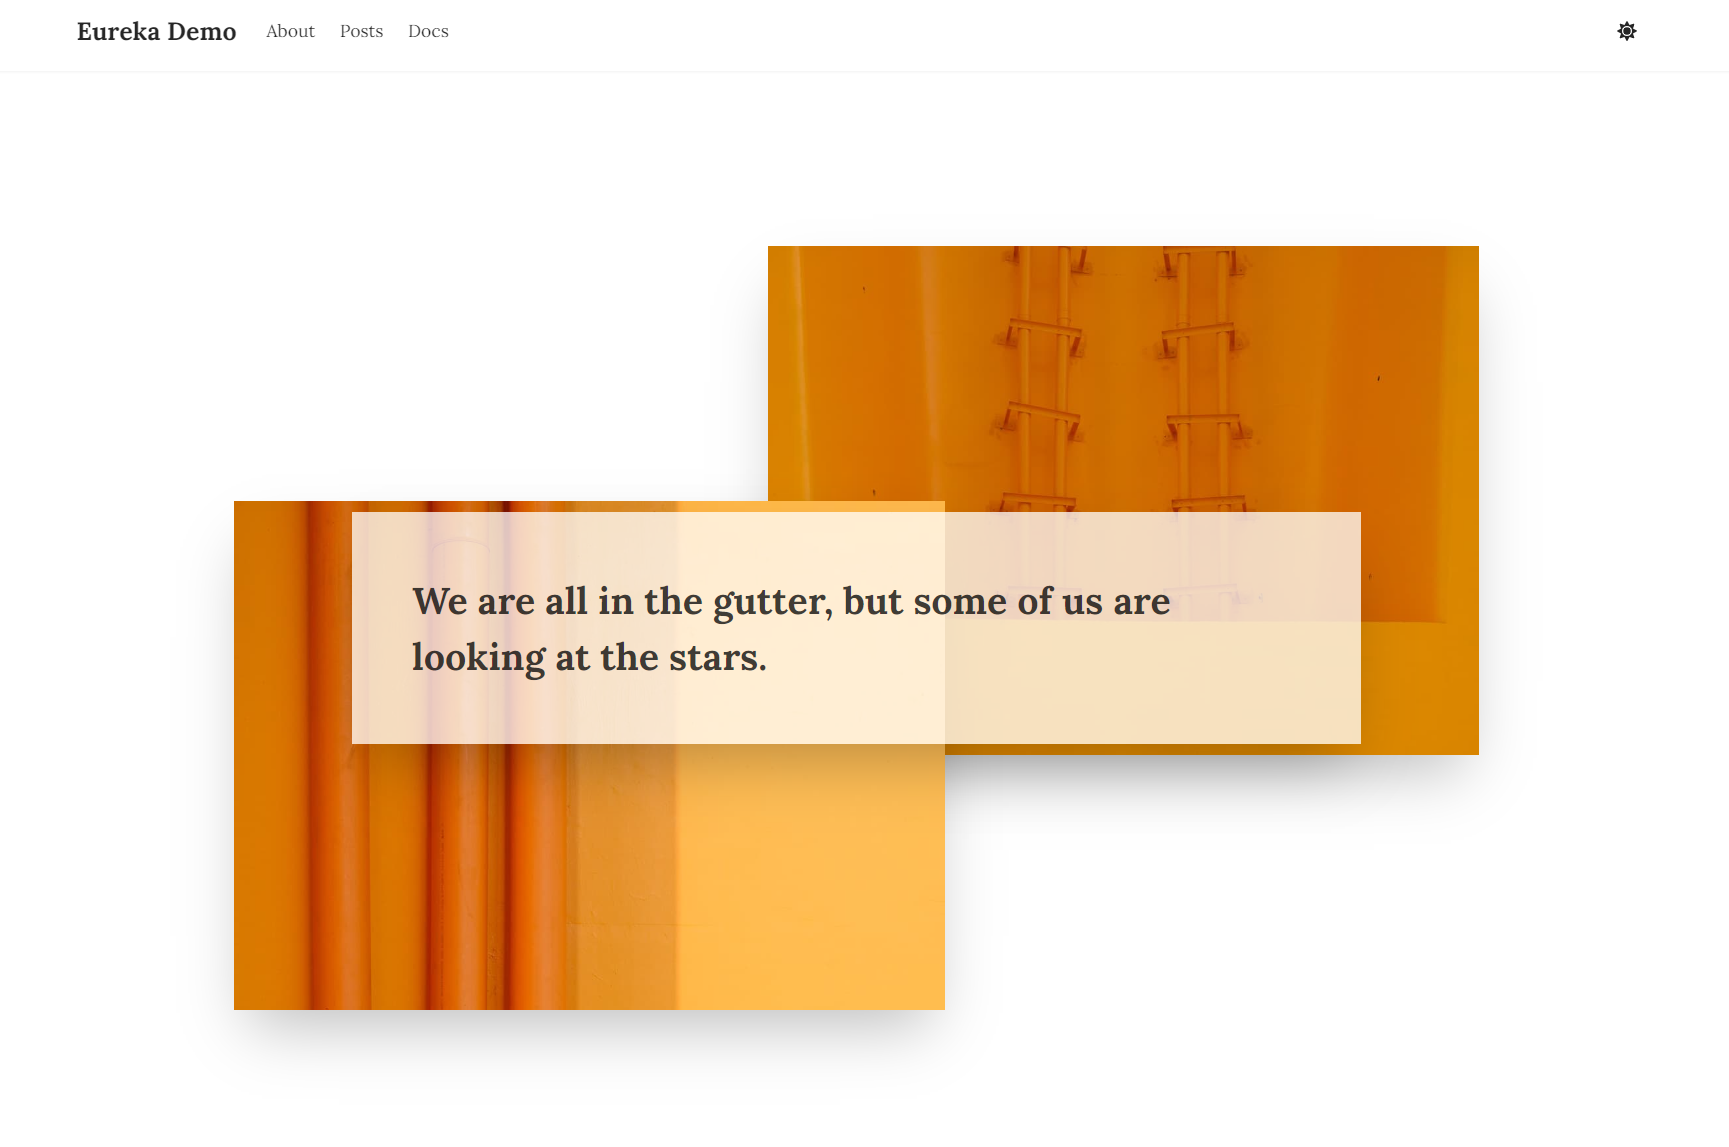 Eureka Demo About Posts Docs
We are all in the gutter, but some of us are
looking at the stars.